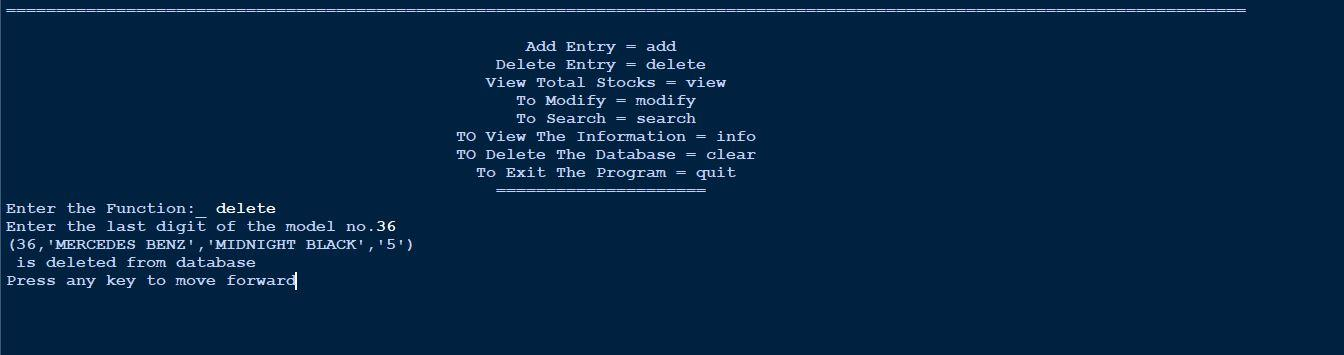 ============================================================================================================================
Add Entry = add
Delete Entry = delete
View Total Stocks = view
To Modify = modify
To Search = search
TO View The Information = info
TO Delete The Database = clear
To Exit The Program = quit
=====================
Enter the Function:_ delete
Enter the last digit of the model no.36
(36,'MERCEDES BENZ','MIDNIGHT BLACK','5')
is deleted from database
Press any key to move forward